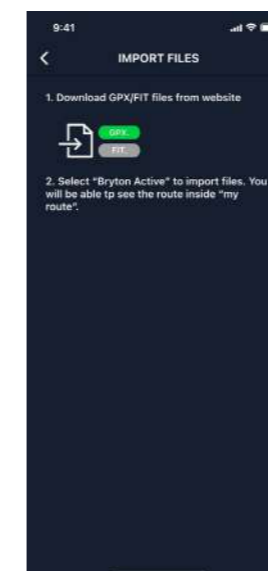 9:41
IMPORT FILES
1. Download GPX/FIT files from website
GPX.
FIT.
2. Select "Bryton Active" to import files. You
will be able tp see the route inside "my
route".